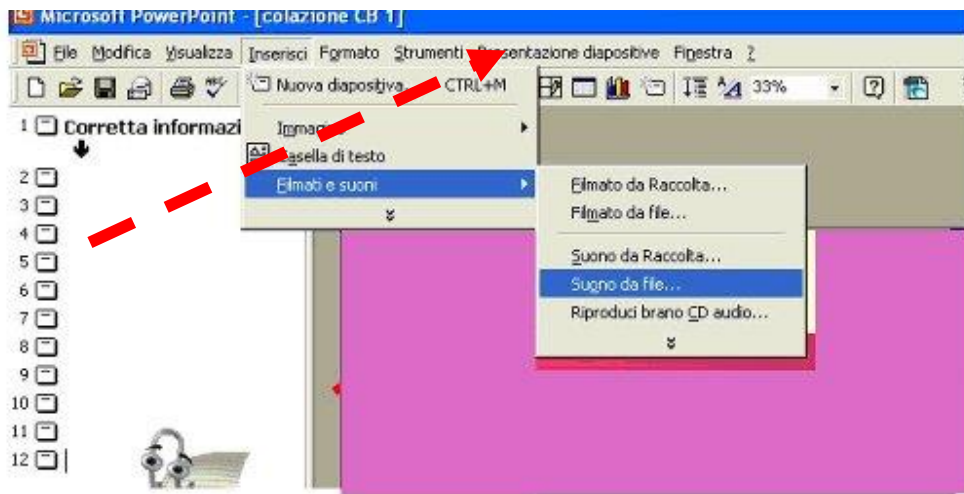 Microsoft PowerPoint - [colazione CB 1]
File Modifica Visualizza Inserisci Formato Strumenti Presentazione diapositive Finestra ?
Nuova diapositiva... CTRL+M
33%
1 Corretta informazi
Immagine
Casella di testo
Filmati e suoni
Filmato da Raccolta...
Filmato da file...
Suono da Raccolta...
Suono da file...
Riproduci brano CD audio...
2
3
4
5
6
7
8
9
10
11
12